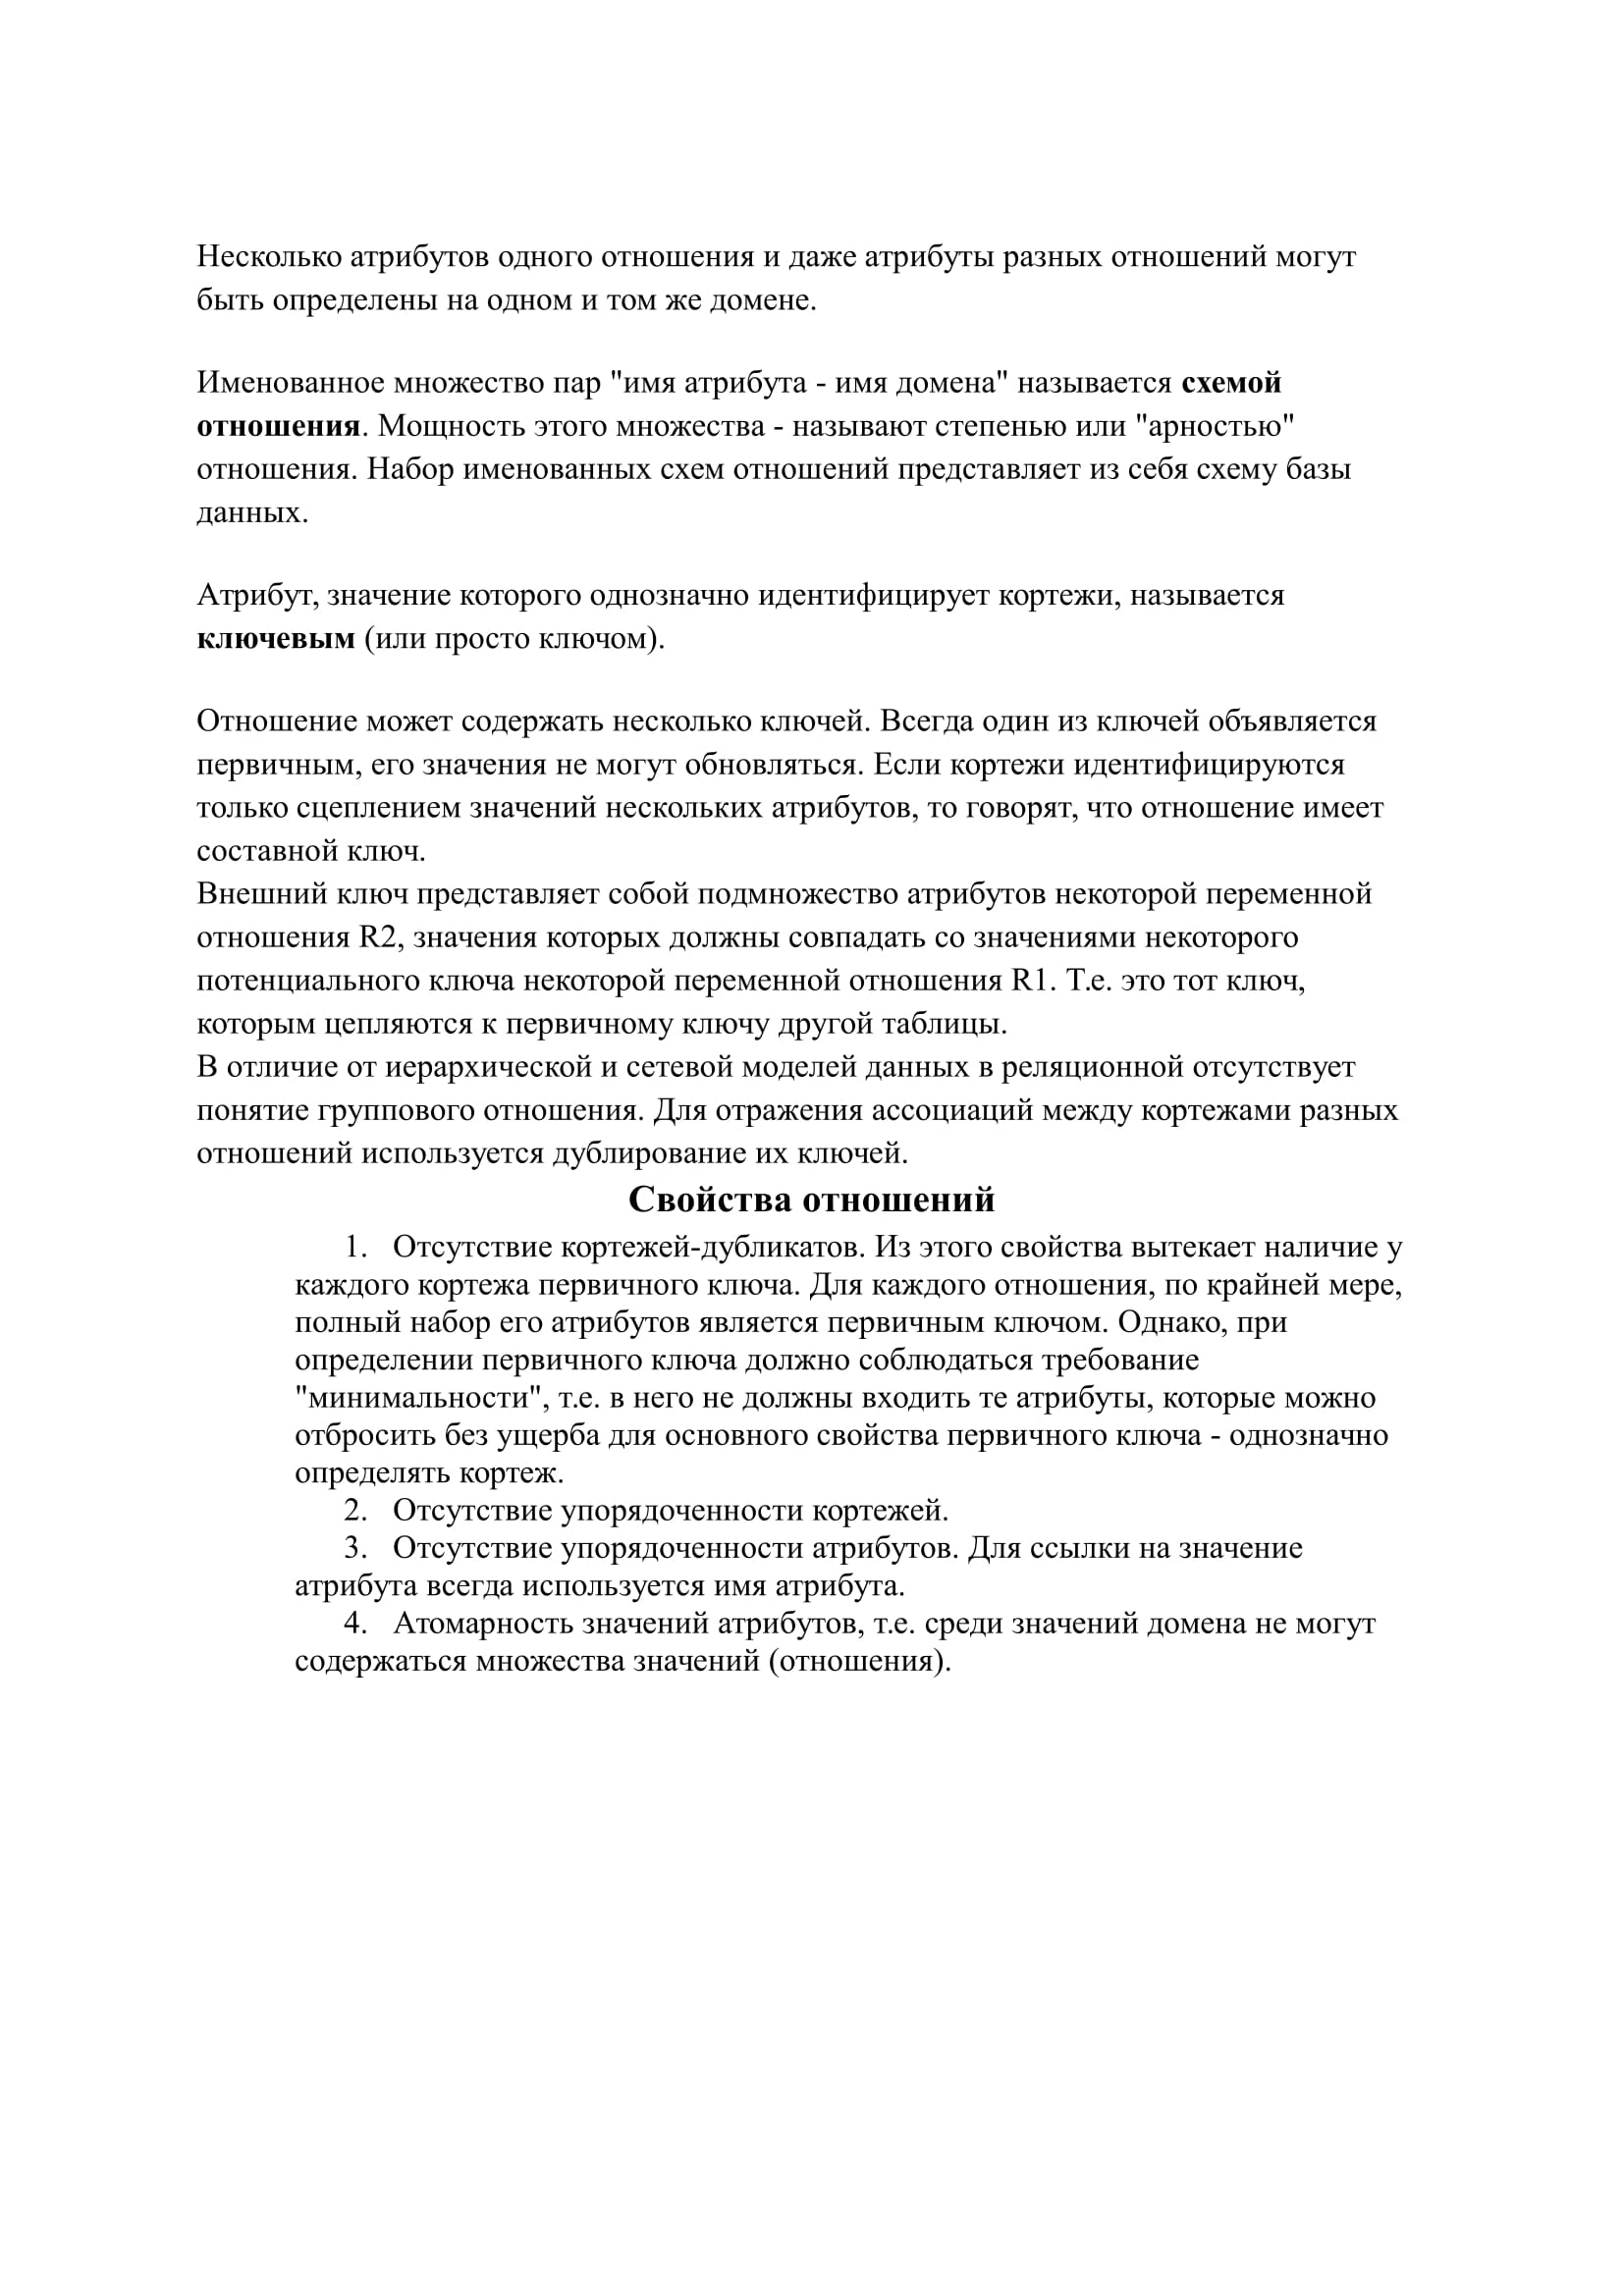 Несколько атрибутов одного отношения и даже атрибуты разных отношений могут
быть определены на одном и том же домене.
Именованное множество пар "имя атрибута - имя домена" называется схемой
отношения. Мощность этого множества - называют степенью или "арностью"
отношения. Набор именованных схем отношений представляет из себя схему базы
данных.
Атрибут, значение которого однозначно идентифицирует кортежи, называется
ключевым (или просто ключом).
Отношение может содержать несколько ключей. Всегда один из ключей объявляется
первичным, его значения не могут обновляться. Если кортежи идентифицируются
только сцеплением значений нескольких атрибутов, то говорят, что отношение имеет
составной ключ.
Внешний ключ представляет собой подмножество атрибутов некоторой переменной
отношения R2, значения которых должны совпадать со значениями некоторого
потенциального ключа некоторой переменной отношения R1. Т.е. это тот ключ,
которым цепляются к первичному ключу другой таблицы.
В отличие от иерархической и сетевой моделей данных в реляционной отсутствует
понятие группового отношения. Для отражения ассоциаций между кортежами разных
отношений используется дублирование их ключей.
Свойства отношений
1. Отсутствие кортежей-дубликатов. Из этого свойства вытекает наличие у
каждого кортежа первичного ключа. Для каждого отношения, по крайней мере,
полный набор его атрибутов является первичным ключом. Однако, при
определении первичного ключа должно соблюдаться требование
"минимальности", т.е. в него не должны входить те атрибуты, которые можно
отбросить без ущерба для основного свойства первичного ключа - однозначно
определять кортеж.
2. Отсутствие упорядоченности кортежей.
3. Отсутствие упорядоченности атрибутов. Для ссылки на значение
атрибута всегда используется имя атрибута.
4. Атомарность значений атрибутов, т.е. среди значений домена не могут
содержаться множества значений (отношения).